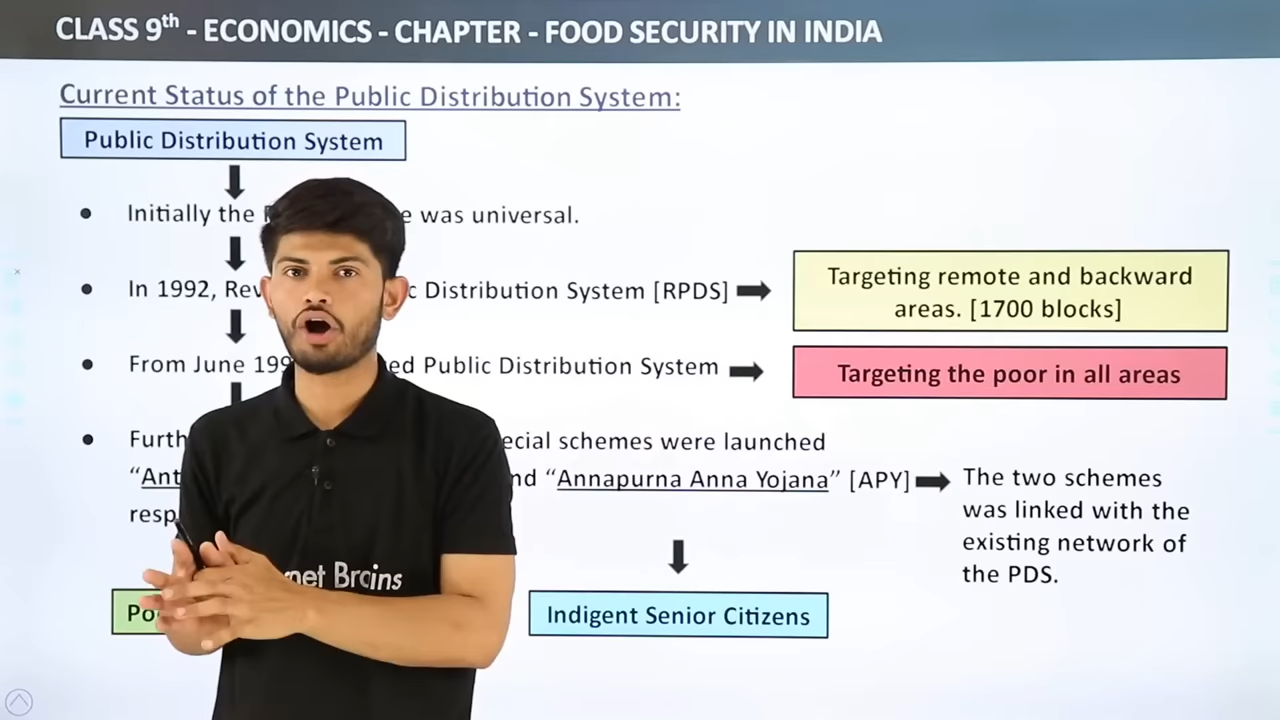 CLASS 9th - ECONOMICS - CHAPTER - FOOD SECURITY IN INDIA
Current Status of the Public Distribution System:
Public Distribution System
Initially the e was universal.
In 1992, Rev c Distribution System [RPDS]
Targeting remote and backward
areas. [1700 blocks]
From June 199 ed Public Distribution System
Targeting the poor in all areas
Furth ecial schemes were launched
“Ant nd “Annapurna Anna Yojana” [APY]
resp
The two schemes
was linked with the
existing network of
the PDS.
Po
Indigent Senior Citizens
net Brains